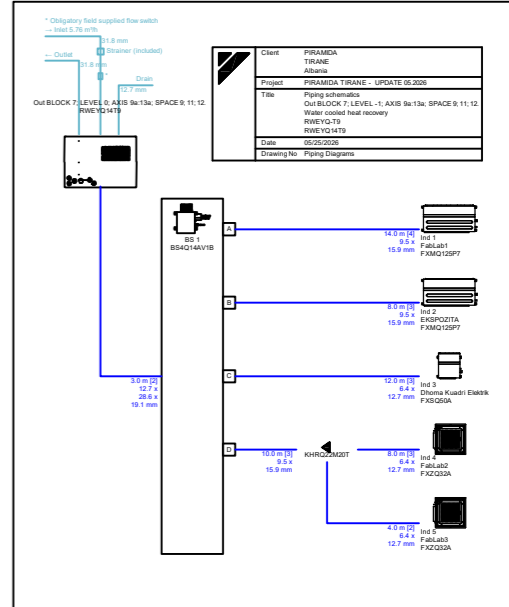 * Obligatory field supplied flow switch
→ Inlet 5.76 m³/h
31.8 mm
Strainer (included)
← Outlet
31.8 mm
*
Drain
12.7 mm
Out BLOCK 7; LEVEL 0; AXIS 9a:13a; SPACE 9; 11; 12.
RWEYQ14T9
Client PIRAMIDA
TIRANE
Albania
Project PIRAMIDA TIRANE - UPDATE 05.2026
Title Piping schematics
Out BLOCK 7; LEVEL -1; AXIS 9a:13a; SPACE 9; 11; 12.
Water cooled heat recovery
RWEYQ-T9
RWEYQ14T9
Date 05/25/2026
Drawing No Piping Diagrams
BS 1
BS4Q14AV1B
A
14.0 m [4]
9.5 x
15.9 mm
Ind 1
FabLab1
FXMQ125P7
B
8.0 m [3]
9.5 x
15.9 mm
Ind 2
EKSPOZITA
FXMQ125P7
3.0 m [2]
12.7 x
28.6 x
19.1 mm
C
12.0 m [3]
6.4 x
12.7 mm
Ind 3
Dhoma Kuadri Elektrik
FXSQ50A
D
10.0 m [3]
9.5 x
15.9 mm
KHRQ22M20T
8.0 m [3]
6.4 x
12.7 mm
Ind 4
FabLab2
FXZQ32A
4.0 m [2]
6.4 x
12.7 mm
Ind 5
FabLab3
FXZQ32A